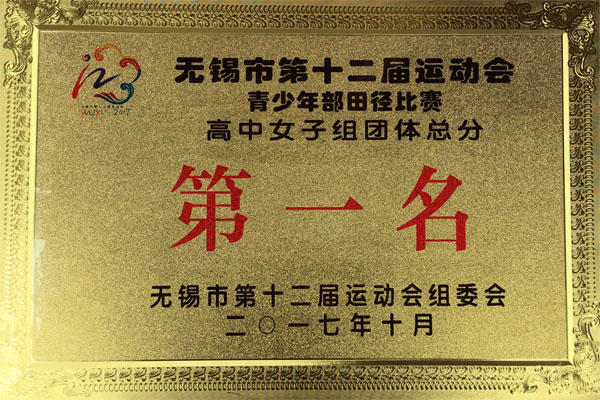 无锡市第十二届运动会
青少年部田径比赛
高中女子组团体总分
第一名
无锡市第十二届运动会组委会
二〇一七年十月
WUXI 2017